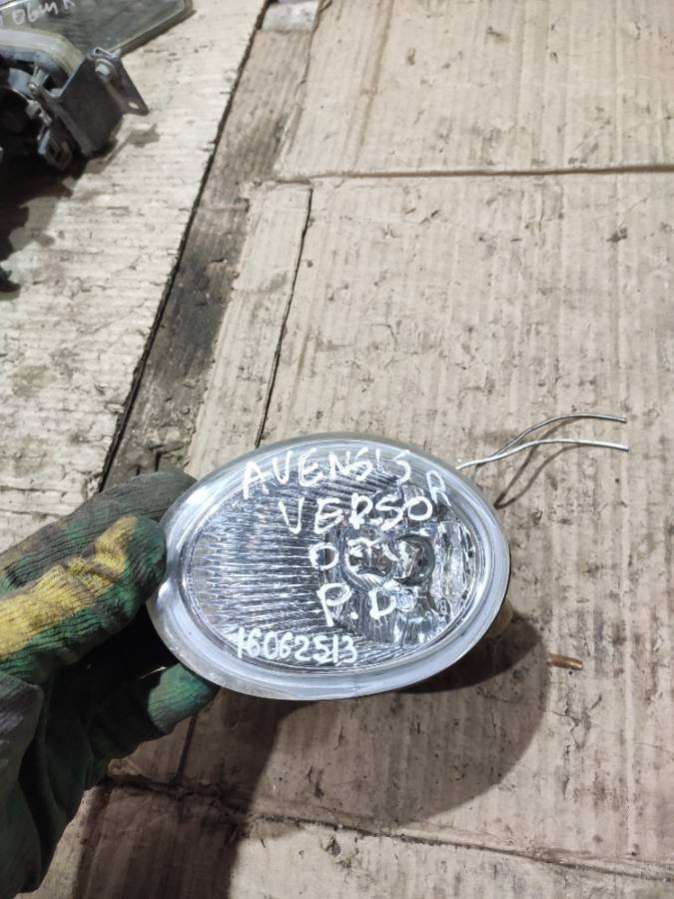 AVENSIS
R
VERSO
P.D
16062513